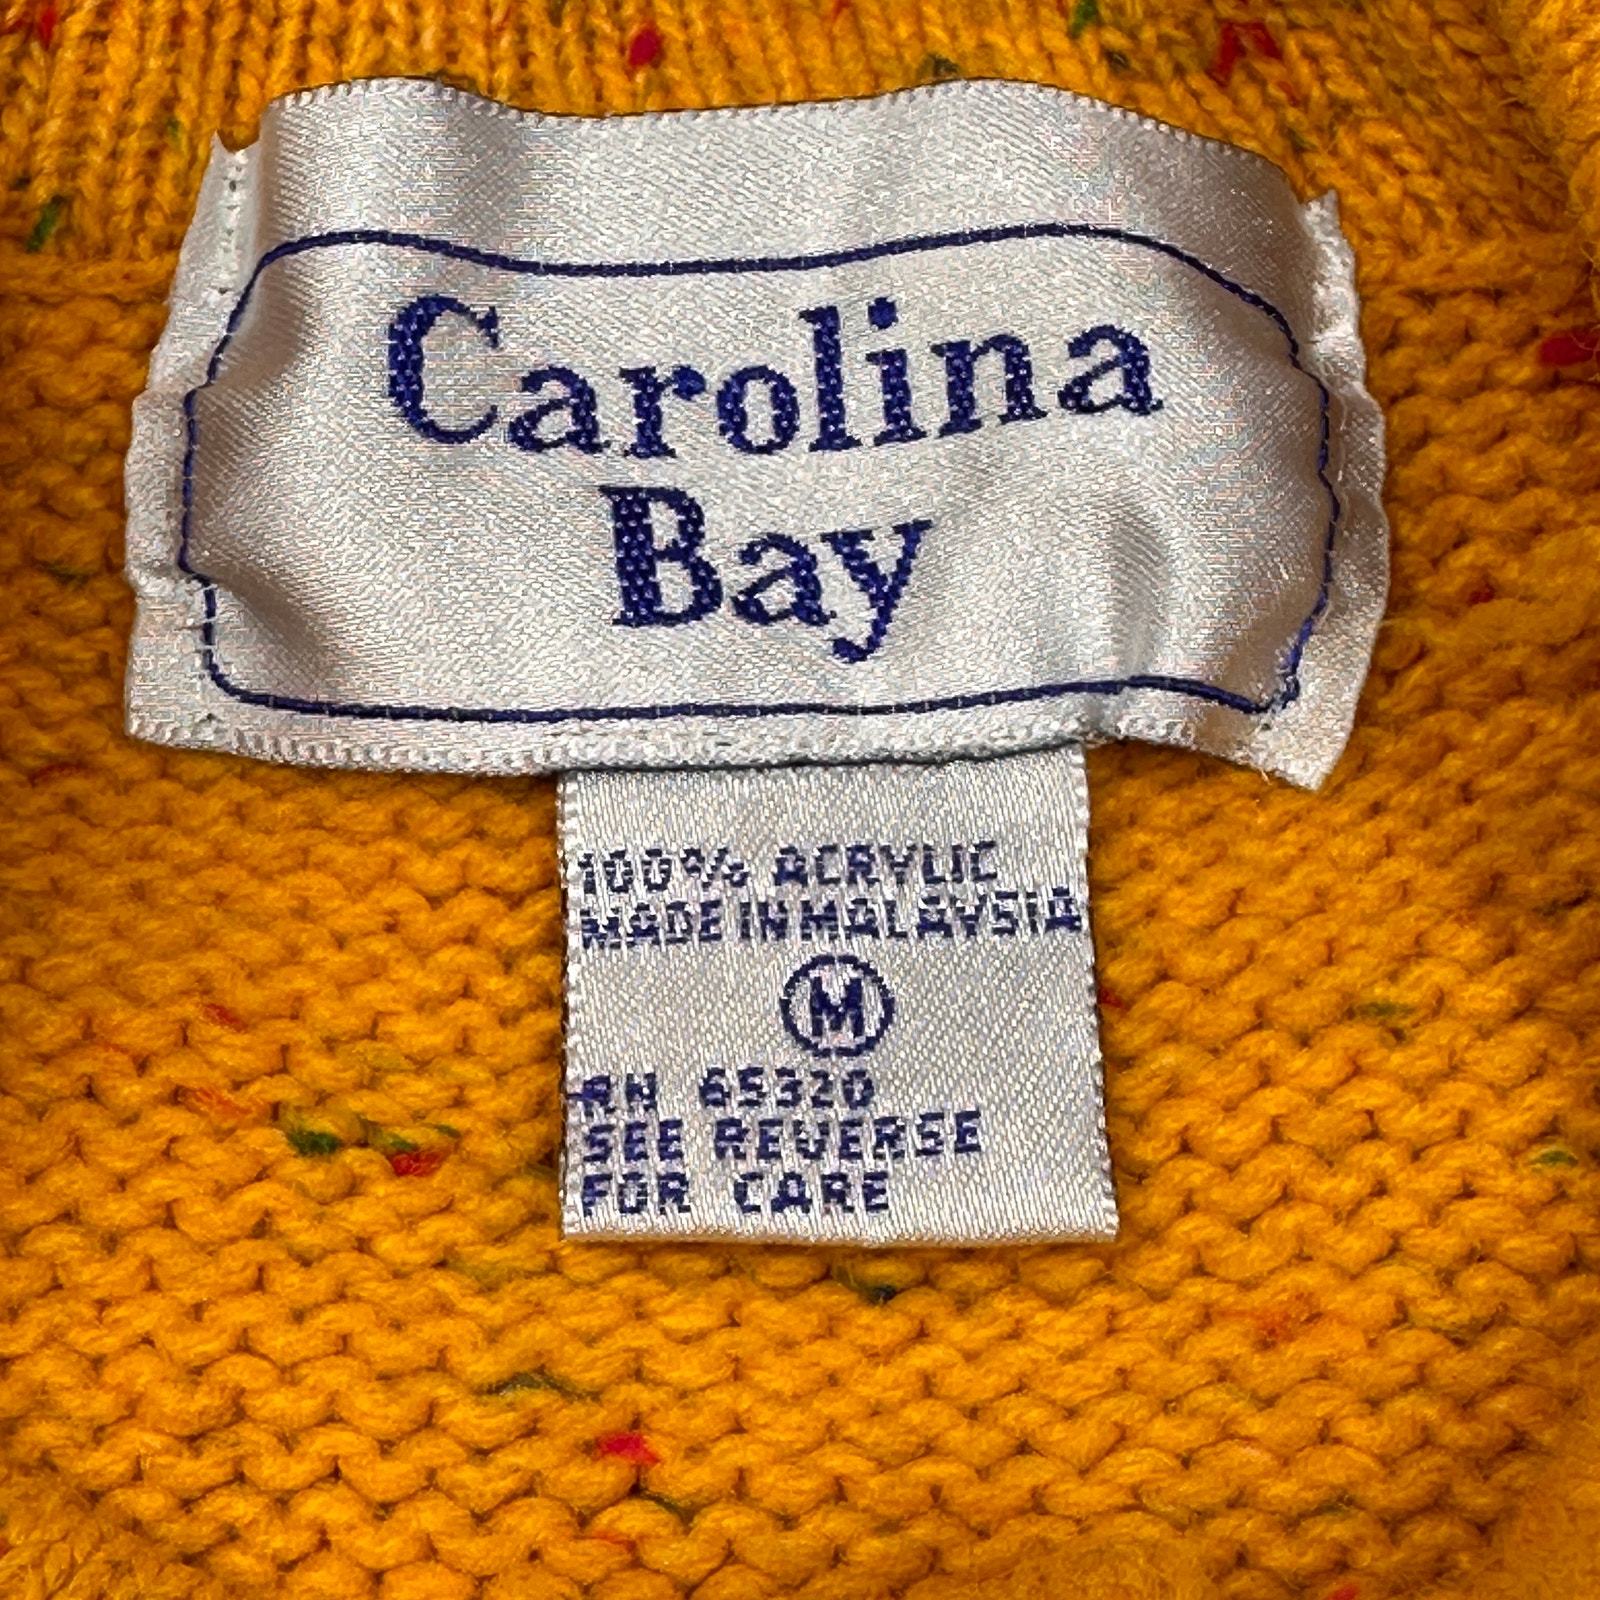 Carolina
Bay
100% ACRYLIC
MADE IN MALAYSIA
M
RN 65320
SEE REVERSE
FOR CARE